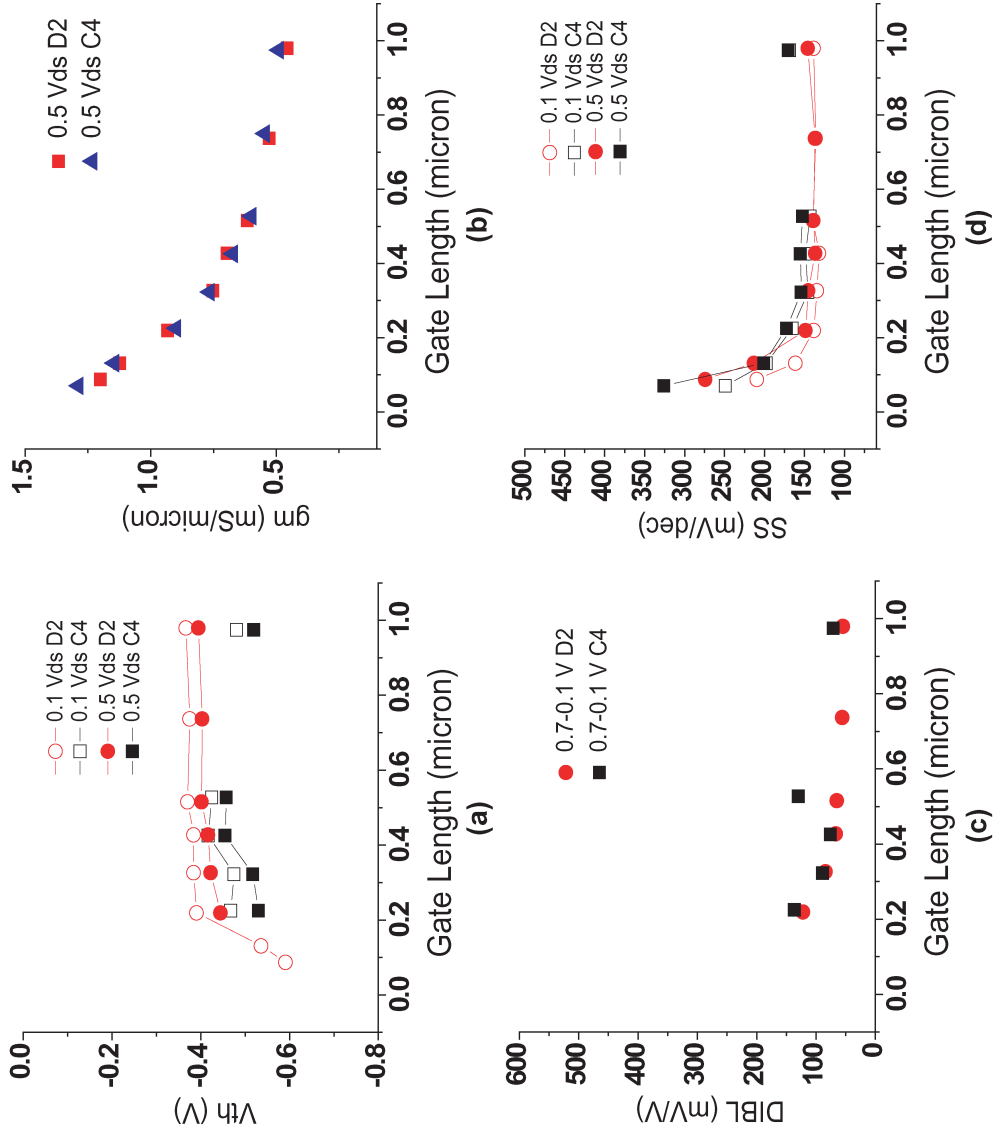 0.0
-0.2
-0.4
-0.6
-0.8
Vth (V)
0.1 Vds D2
0.1 Vds C4
0.5 Vds D2
0.5 Vds C4
0.0 0.2 0.4 0.6 0.8 1.0
Gate Length (micron)
(a)
1.5
1.0
0.5
gm (mS/micron)
0.5 Vds D2
0.5 Vds C4
0.0 0.2 0.4 0.6 0.8 1.0
Gate Length (micron)
(b)
600
500
400
300
200
100
0
DIBL (mV/V)
0.7-0.1 V D2
0.7-0.1 V C4
0.0 0.2 0.4 0.6 0.8 1.0
Gate Length (micron)
(c)
500
450
400
350
300
250
200
150
100
SS (mV/dec)
0.1 Vds D2
0.1 Vds C4
0.5 Vds D2
0.5 Vds C4
0.0 0.2 0.4 0.6 0.8 1.0
Gate Length (micron)
(d)